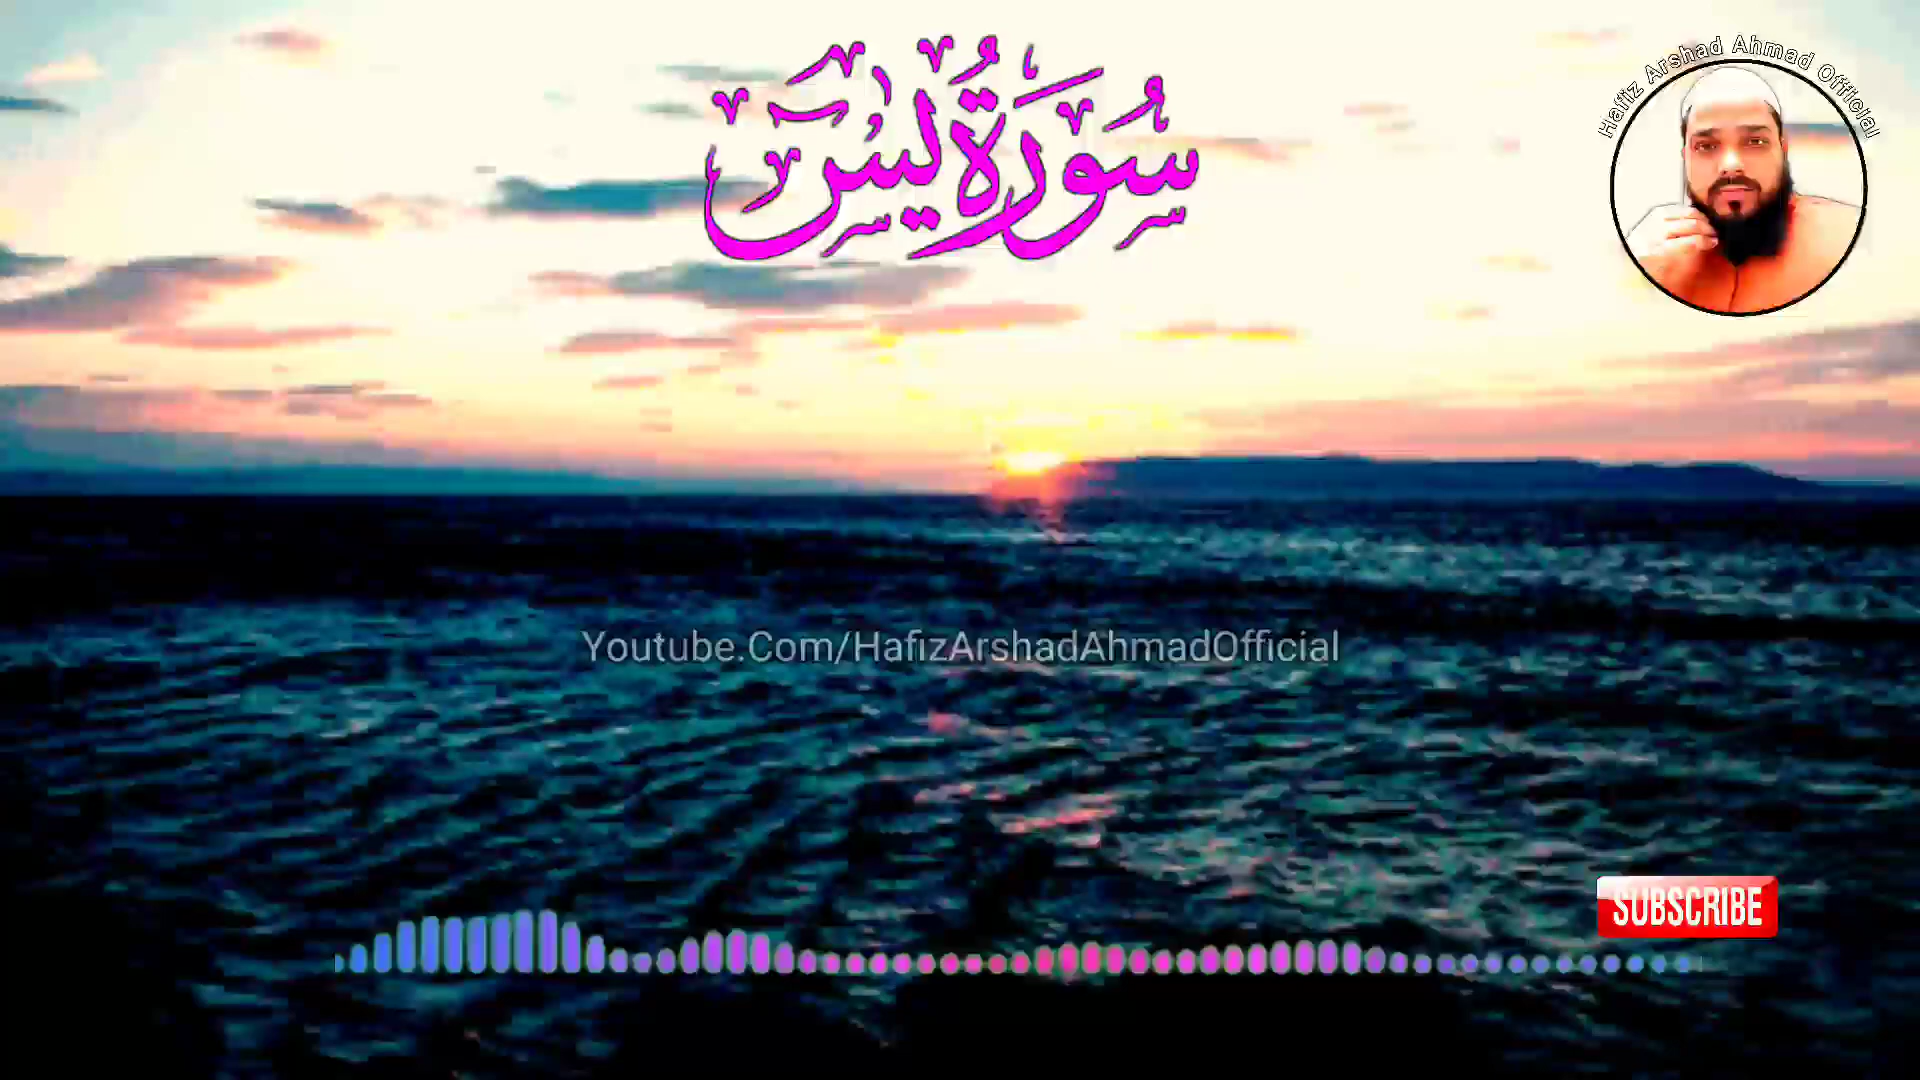 سُورَةُ يٰسٓ
Hafiz Arshad Ahmad Official
Youtube.Com/HafizArshadAhmadOfficial
SUBSCRIBE